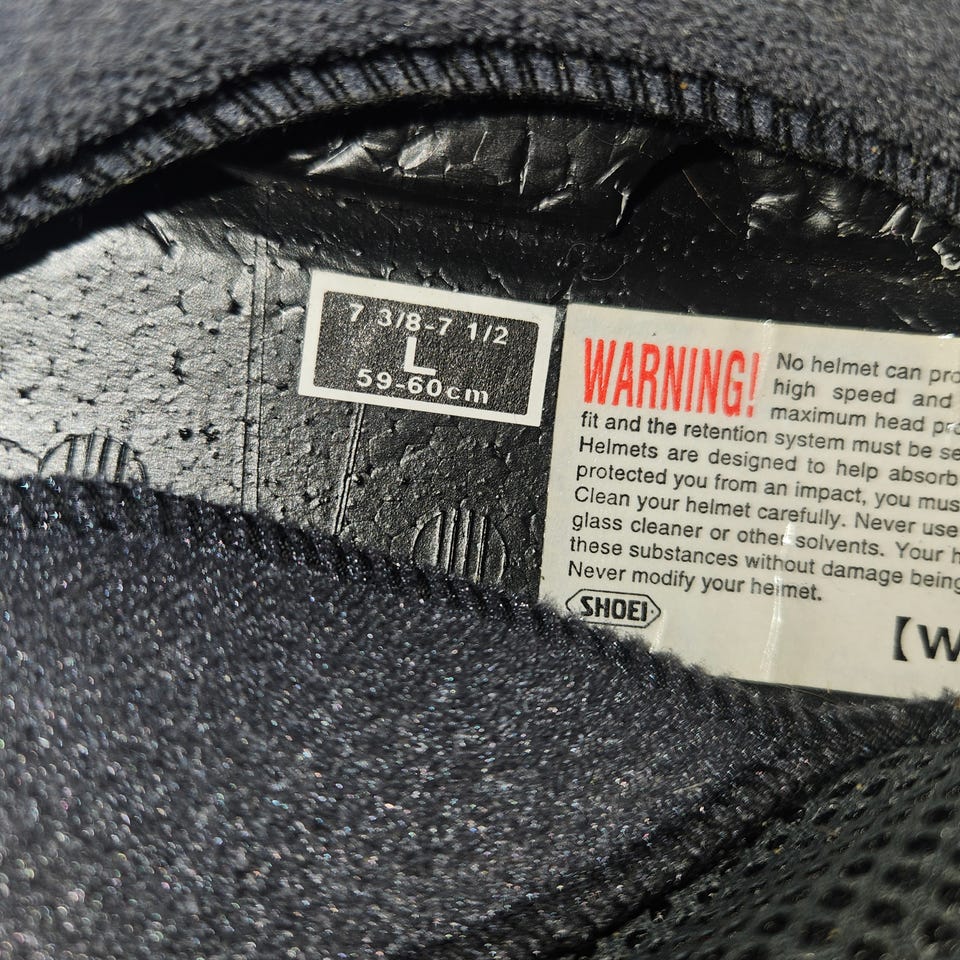 7 3/8-7 1/2
L
59-60cm
WARNING!
No helmet can pro
high speed and
maximum head pro
fit and the retention system must be se
Helmets are designed to help absorb
protected you from an impact, you mus
Clean your helmet carefully. Never use
glass cleaner or other solvents. Your h
these substances without damage being
Never modify your helmet.
SHOEI
【W